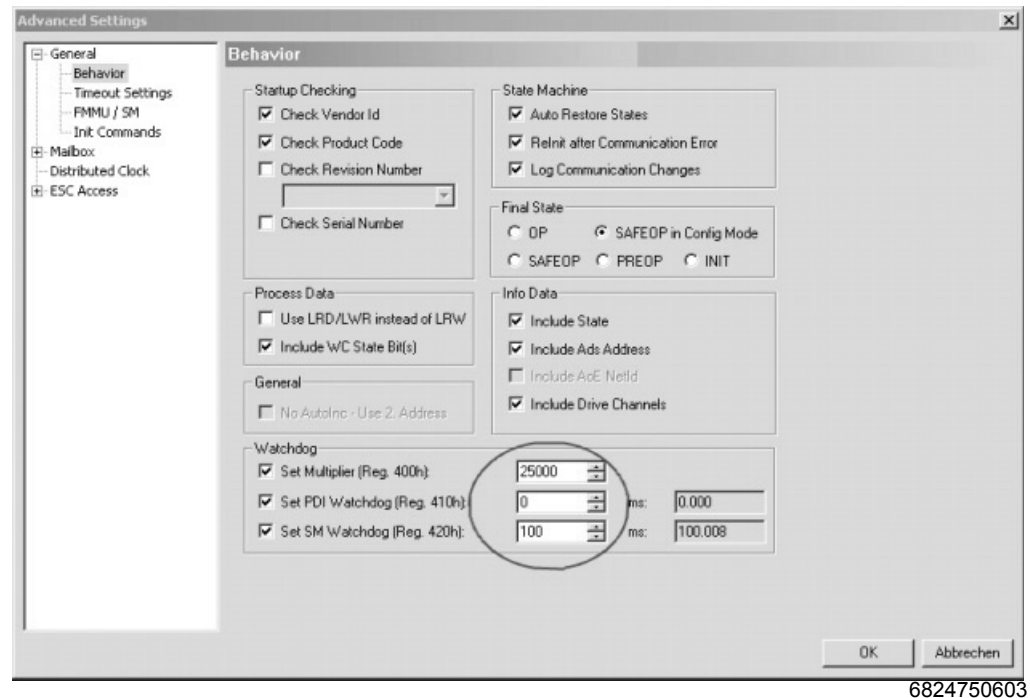 Advanced Settings
General
Behavior
Timeout Settings
FMMU / SM
Init Commands
Mailbox
Distributed Clock
ESC Access
Behavior
Startup Checking
Check Vendor Id
Check Product Code
Check Revision Number
Check Serial Number
State Machine
Auto Restore States
ReInit after Communication Error
Log Communication Changes
Final State
OP SAFEOP in Config Mode
SAFEOP PREOP INIT
Process Data
Use LRD/LWR instead of LRW
Include WC State Bit(s)
General
No AutoInc - Use 2. Address
Info Data
Include State
Include Ads Address
Include AoE NetId
Include Drive Channels
Watchdog
Set Multiplier (Reg. 400h): 25000
Set PDI Watchdog (Reg. 410h): 0 ms: 0.000
Set SM Watchdog (Reg. 420h): 100 ms: 100.008
OK Abbrechen
6824750603